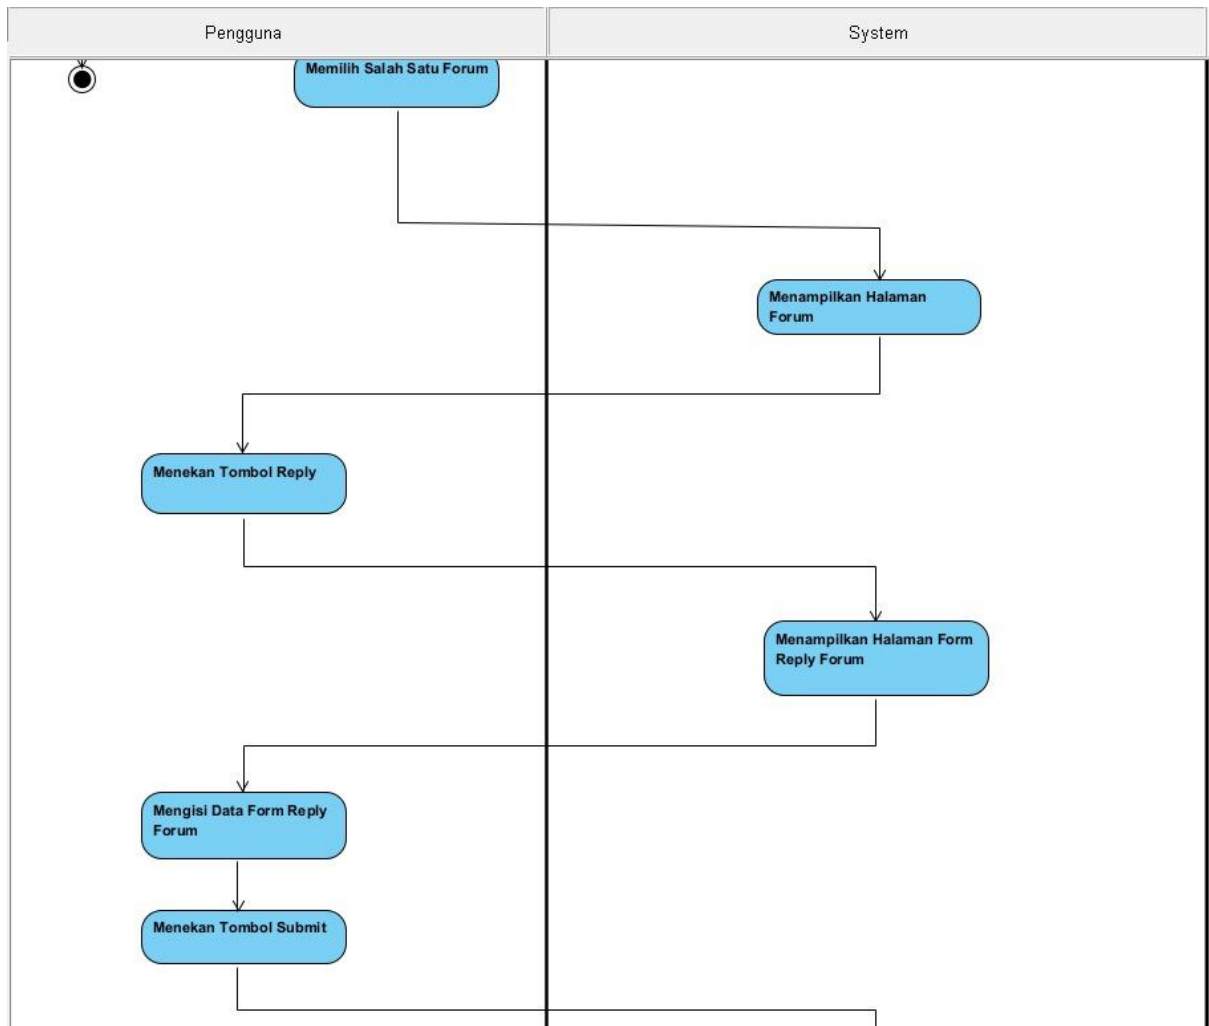 Pengguna
System
Memilih Salah Satu Forum
Menampilkan Halaman
Forum
Menekan Tombol Reply
Menampilkan Halaman Form
Reply Forum
Mengisi Data Form Reply
Forum
Menekan Tombol Submit